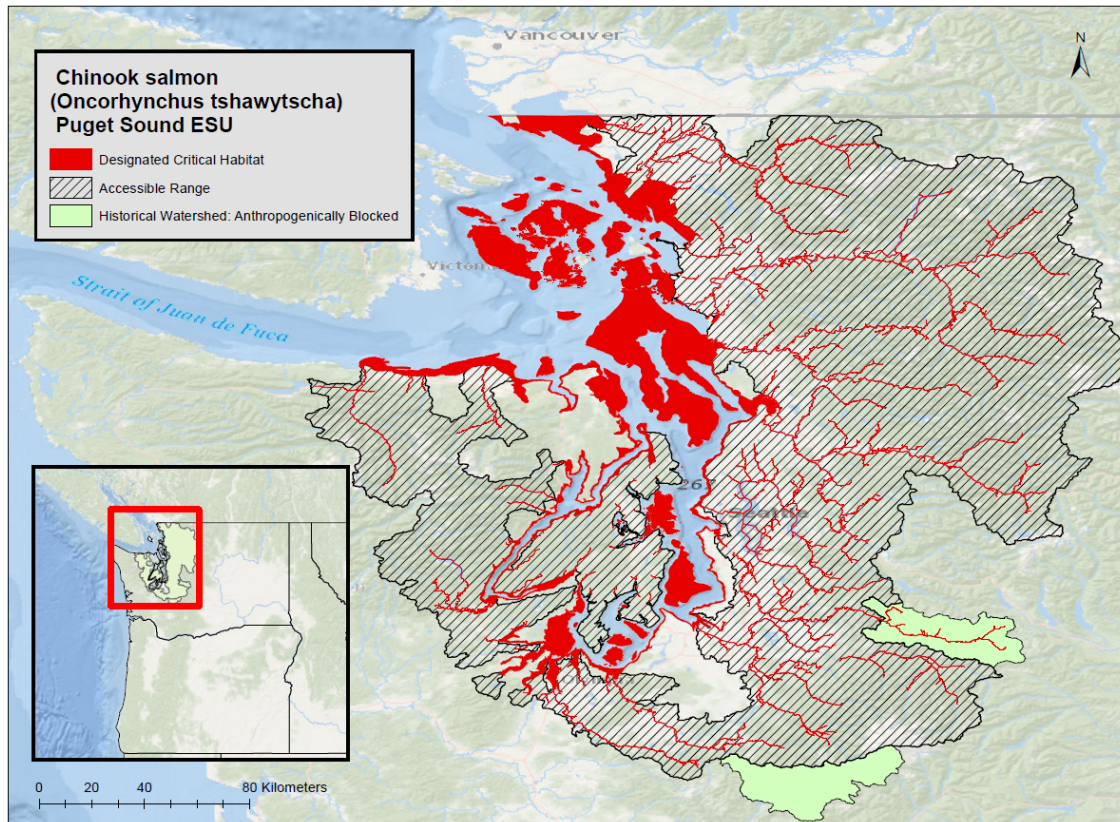 Vancouver
N
Chinook salmon
(Oncorhynchus tshawytscha)
Puget Sound ESU
Designated Critical Habitat
Accessible Range
Historical Watershed: Anthropogenically Blocked
Strait of Juan de Fuca
267
Seattle
0 20 40 80 Kilometers